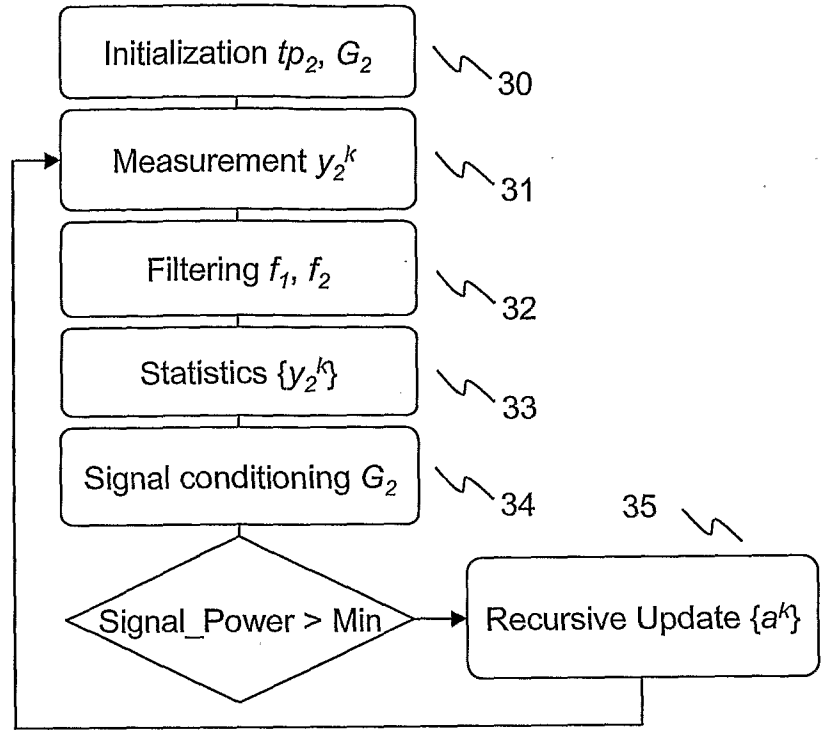 Initialization tp₂, G₂
30
Measurement y₂ᵏ
31
Filtering f₁, f₂
32
Statistics {y₂ᵏ}
33
Signal conditioning G₂
34
35
Signal_Power > Min
Recursive Update {aᵏ}